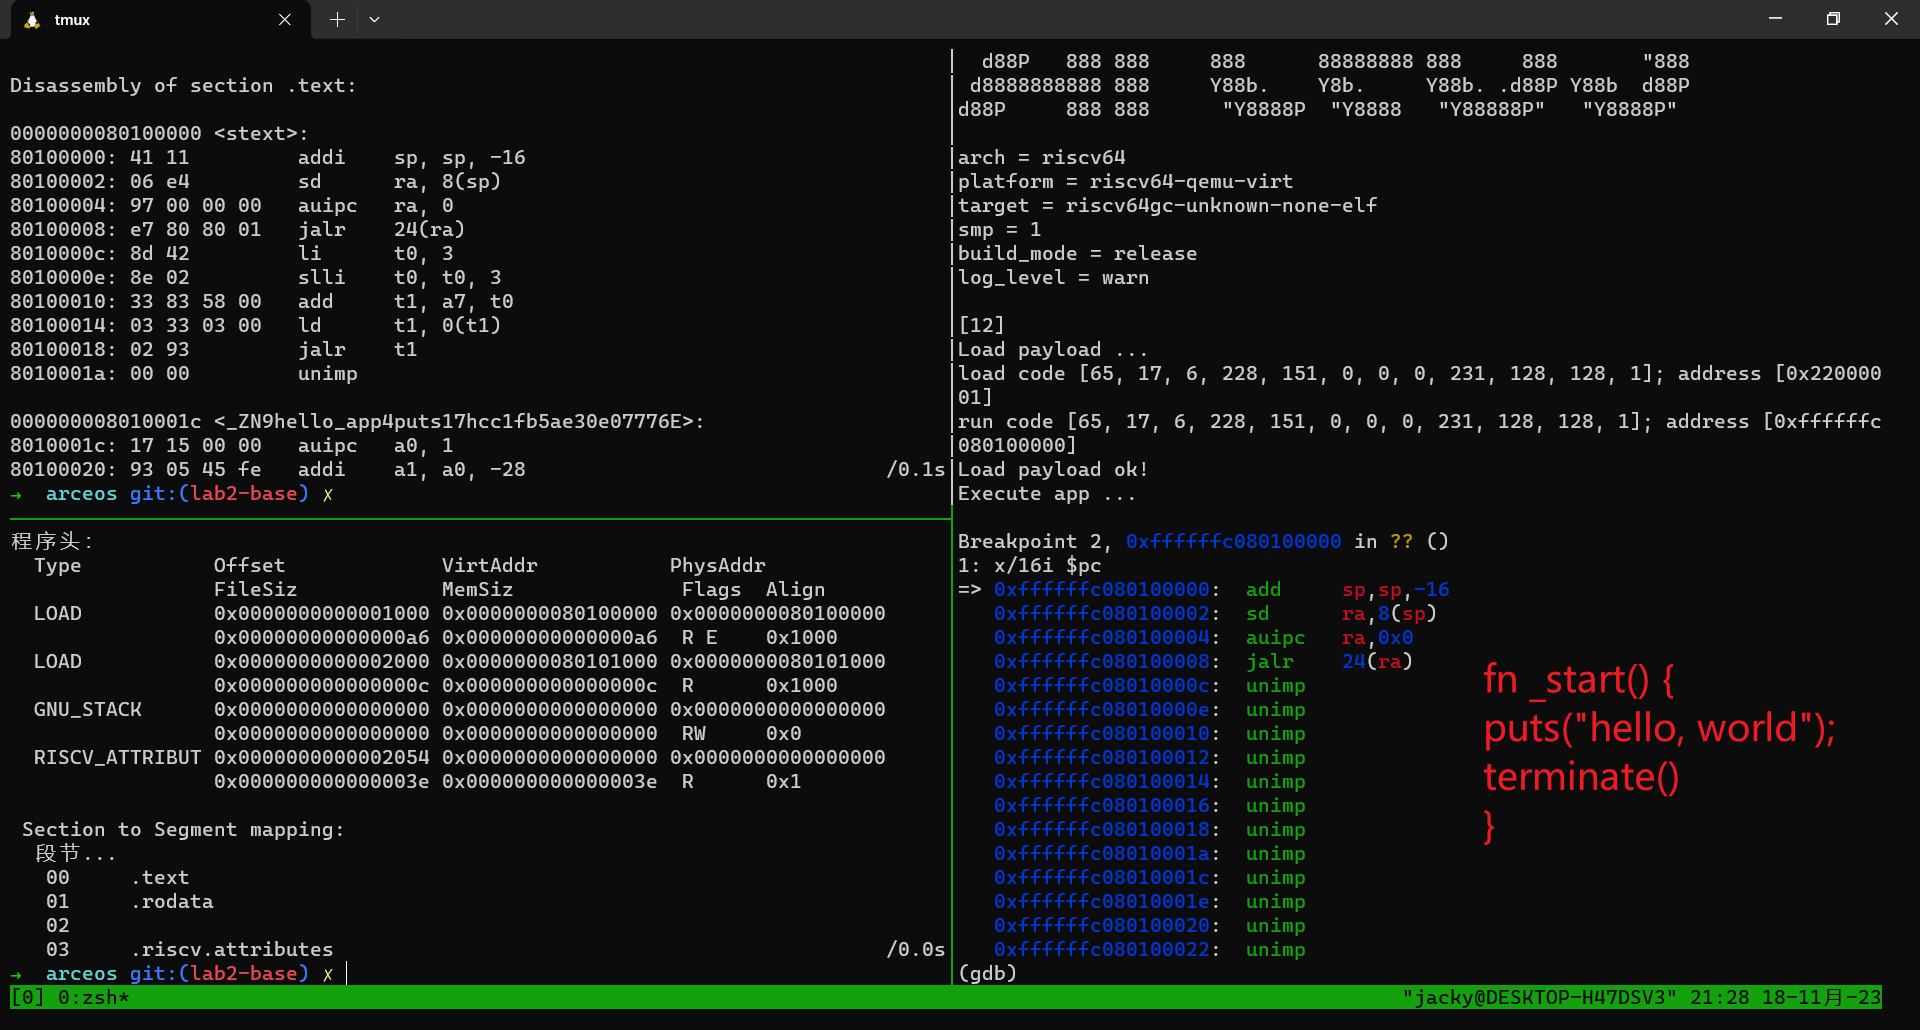 tmux
Disassembly of section .text:
0000000080100000 <stext>:
80100000: 41 11         addi    sp, sp, -16
80100002: 06 e4         sd      ra, 8(sp)
80100004: 97 00 00 00   auipc   ra, 0
80100008: e7 80 80 01   jalr    24(ra)
8010000c: 8d 42         li      t0, 3
8010000e: 8e 02         slli    t0, t0, 3
80100010: 33 83 58 00   add     t1, a7, t0
80100014: 03 33 03 00   ld      t1, 0(t1)
80100018: 02 93         jalr    t1
8010001a: 00 00         unimp
000000008010001c <_ZN9hello_app4puts17hcc1fb5ae30e07776E>:
8010001c: 17 15 00 00   auipc   a0, 1
80100020: 93 05 45 fe   addi    a1, a0, -28
/0.1s
→  arceos git:(lab2-base) ✗
程序头:
  Type           Offset             VirtAddr           PhysAddr
                 FileSiz            MemSiz              Flags  Align
  LOAD           0x0000000000001000 0x0000000080100000 0x0000000080100000
                 0x00000000000000a6 0x00000000000000a6  R E    0x1000
  LOAD           0x0000000000002000 0x0000000080101000 0x0000000080101000
                 0x000000000000000c 0x000000000000000c  R      0x1000
  GNU_STACK      0x0000000000000000 0x0000000000000000 0x0000000000000000
                 0x0000000000000000 0x0000000000000000  RW     0x0
  RISCV_ATTRIBUT 0x0000000000002054 0x0000000000000000 0x0000000000000000
                 0x000000000000003e 0x000000000000003e  R      0x1
 Section to Segment mapping:
  段节...
   00     .text
   01     .rodata
   02
   03     .riscv.attributes
/0.0s
→  arceos git:(lab2-base) ✗
  d88P   888 888     888      88888888 888     888       "888
 d8888888888 888     Y88b.    Y8b.     Y88b. .d88P Y88b  d88P
d88P     888 888      "Y8888P  "Y8888   "Y88888P"   "Y8888P"
arch = riscv64
platform = riscv64-qemu-virt
target = riscv64gc-unknown-none-elf
smp = 1
build_mode = release
log_level = warn
[12]
Load payload ...
load code [65, 17, 6, 228, 151, 0, 0, 0, 231, 128, 128, 1]; address [0x220000
01]
run code [65, 17, 6, 228, 151, 0, 0, 0, 231, 128, 128, 1]; address [0xffffffc
080100000]
Load payload ok!
Execute app ...
Breakpoint 2, 0xffffffc080100000 in ?? ()
1: x/16i $pc
=> 0xffffffc080100000:  add     sp,sp,-16
   0xffffffc080100002:  sd      ra,8(sp)
   0xffffffc080100004:  auipc   ra,0x0
   0xffffffc080100008:  jalr    24(ra)
   0xffffffc08010000c:  unimp
   0xffffffc08010000e:  unimp
   0xffffffc080100010:  unimp
   0xffffffc080100012:  unimp
   0xffffffc080100014:  unimp
   0xffffffc080100016:  unimp
   0xffffffc080100018:  unimp
   0xffffffc08010001a:  unimp
   0xffffffc08010001c:  unimp
   0xffffffc08010001e:  unimp
   0xffffffc080100020:  unimp
   0xffffffc080100022:  unimp
(gdb)
fn _start() {
puts("hello, world");
terminate()
}
[0] 0:zsh*
"jacky@DESKTOP-H47DSV3" 21:28 18-11月-23